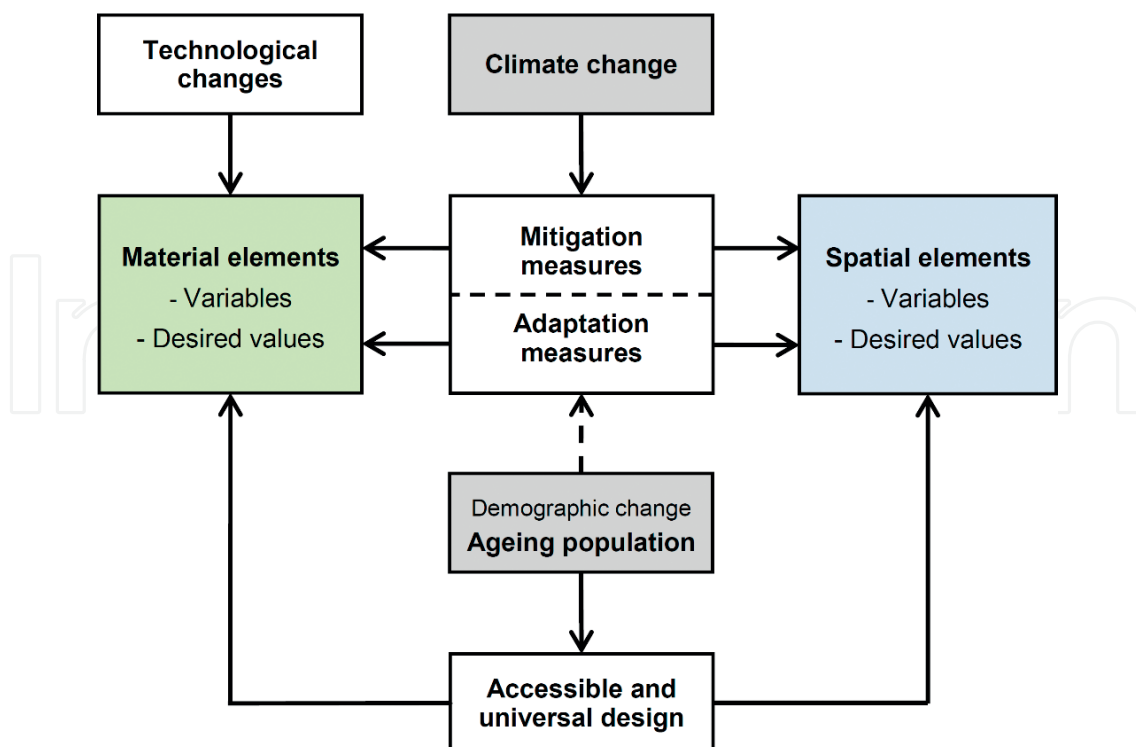 Technological
changes
Climate change
Material elements
- Variables
- Desired values
Mitigation
measures
Adaptation
measures
Spatial elements
- Variables
- Desired values
Demographic change
Ageing population
Accessible and
universal design